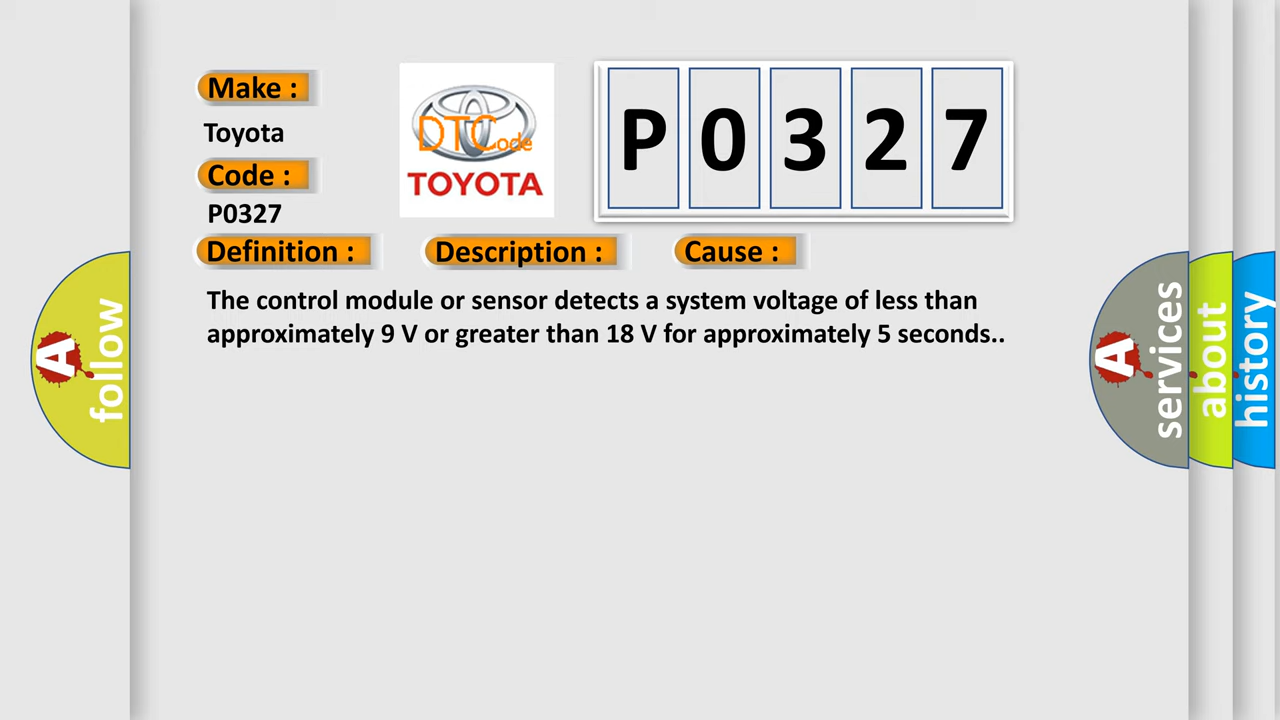 Make :
Toyota
Code :
P0327
DTCode
TOYOTA
P0327
Definition :
Description :
Cause :
The control module or sensor detects a system voltage of less than
approximately 9 V or greater than 18 V for approximately 5 seconds..
A
follow
A
services
about
history